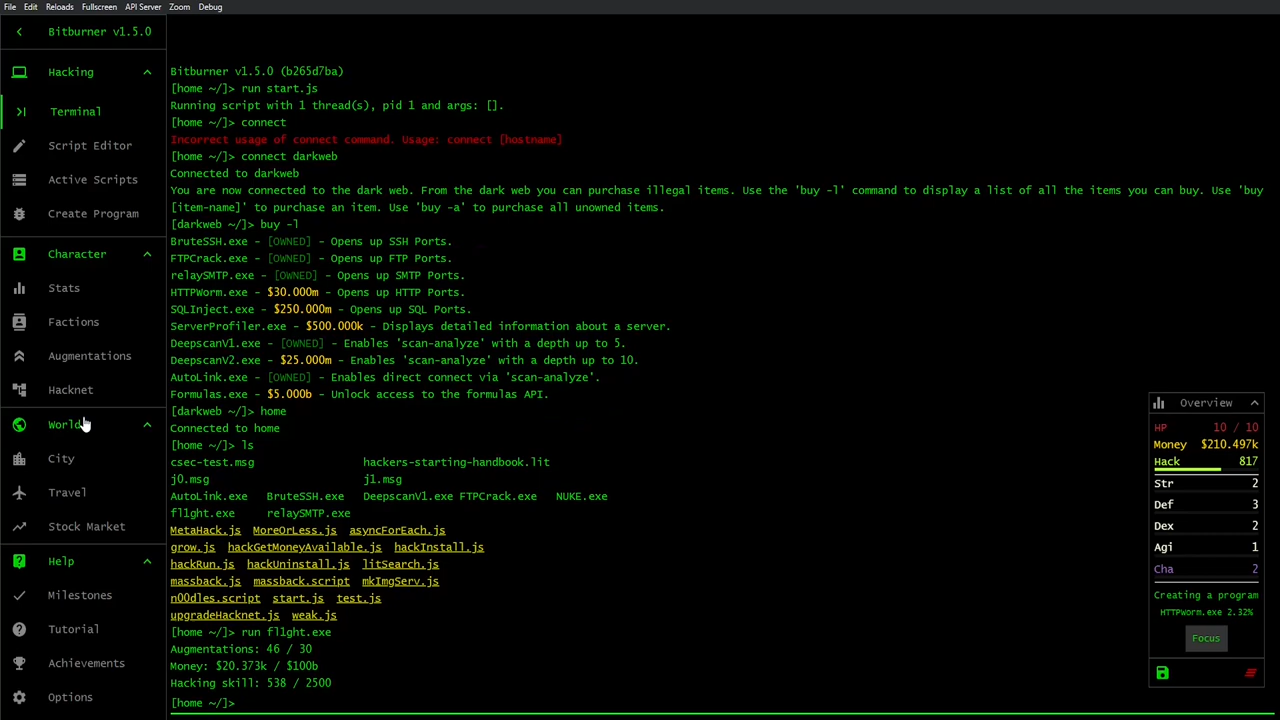 File Edit Reloads Fullscreen API Server Zoom Debug
Bitburner v1.5.0
Hacking
Terminal
Script Editor
Active Scripts
Create Program
Character
Stats
Factions
Augmentations
Hacknet
World
City
Travel
Stock Market
Help
Milestones
Tutorial
Achievements
Options
Bitburner v1.5.0 (b265d7ba)
[home ~/]> run start.js
Running script with 1 thread(s), pid 1 and args: [].
[home ~/]> connect
Incorrect usage of connect command. Usage: connect [hostname]
[home ~/]> connect darkweb
Connected to darkweb
You are now connected to the dark web. From the dark web you can purchase illegal items. Use the 'buy -l' command to display a list of all the items you can buy. Use 'buy
[item-name]' to purchase an item. Use 'buy -a' to purchase all unowned items.
[darkweb ~/]> buy -l
BruteSSH.exe - [OWNED] - Opens up SSH Ports.
FTPCrack.exe - [OWNED] - Opens up FTP Ports.
relaySMTP.exe - [OWNED] - Opens up SMTP Ports.
HTTPWorm.exe - $30.000m - Opens up HTTP Ports.
SQLInject.exe - $250.000m - Opens up SQL Ports.
ServerProfiler.exe - $500.000k - Displays detailed information about a server.
DeepscanV1.exe - [OWNED] - Enables 'scan-analyze' with a depth up to 5.
DeepscanV2.exe - $25.000m - Enables 'scan-analyze' with a depth up to 10.
AutoLink.exe - [OWNED] - Enables direct connect via 'scan-analyze'.
Formulas.exe - $5.000b - Unlock access to the formulas API.
[darkweb ~/]> home
Connected to home
[home ~/]> ls
csec-test.msg hackers-starting-handbook.lit
j0.msg j1.msg
AutoLink.exe BruteSSH.exe DeepscanV1.exe FTPCrack.exe NUKE.exe
fl1ght.exe relaySMTP.exe
MetaHack.js MoreOrLess.js asyncForEach.js
grow.js hackGetMoneyAvailable.js hackInstall.js
hackRun.js hackUninstall.js litSearch.js
massback.js massback.script mkImgServ.js
n00dles.script start.js test.js
upgradeHacknet.js weak.js
[home ~/]> run fl1ght.exe
Augmentations: 46 / 30
Money: $20.373k / $100b
Hacking skill: 538 / 2500
[home ~/]>
Overview
HP 10 / 10
Money $210.497k
Hack 817
Str 2
Def 3
Dex 2
Agi 1
Cha 2
Creating a program
HTTPWorm.exe 2.32%
Focus